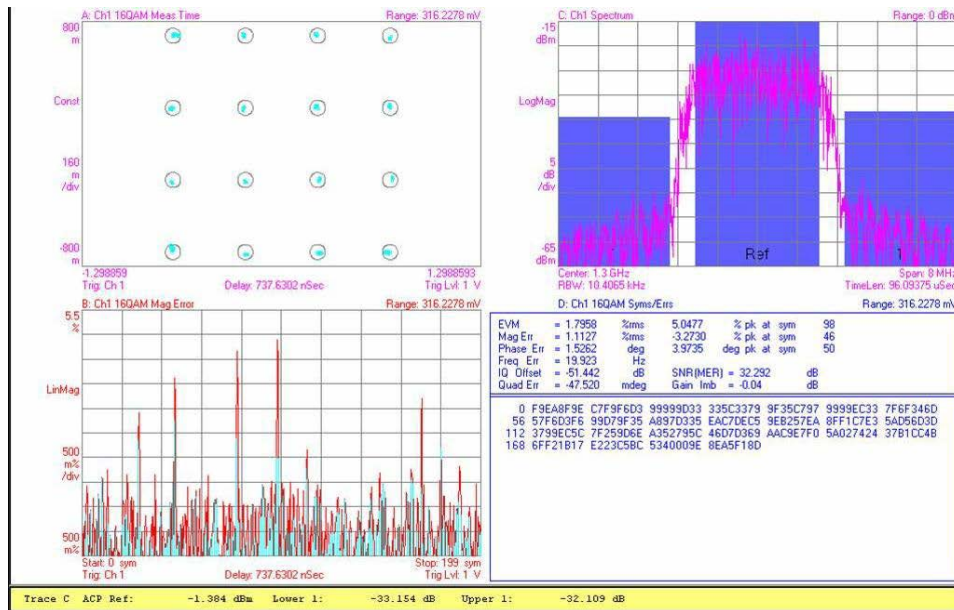 A: Ch1 16QAM Meas Time Range: 316.2278 mV
800
m
Const
160
m
/div
-800
m
-1.298859 1.2988593
Trig: Ch 1 Delay: 737.6302 nSec Trig Lvl: 1 V
C: Ch1 Spectrum Range: 0 dBm
-15
dBm
LogMag
5
dB
/div
-65
dBm
Ref
1
Center: 1.3 GHz Span: 8 MHz
RBW: 10.4065 kHz TimeLen: 96.09375 uSec
B: Ch1 16QAM Mag Error Range: 316.2278 mV
5.5
%
LinMag
500
m%
/div
500
m%
Start: 0 sym Stop: 199 sym
Trig: Ch 1 Delay: 737.6302 nSec Trig Lvl: 1 V
D: Ch1 16QAM Syms/Errs Range: 316.2278 mV
EVM = 1.7958 %rms 5.0477 % pk at sym 98
Mag Err = 1.1127 %rms -3.2730 % pk at sym 46
Phase Err = 1.5262 deg 3.9735 deg pk at sym 50
Freq Err = 19.923 Hz
IQ Offset = -51.442 dB SNR(MER) = 32.292 dB
Quad Err = -47.520 mdeg Gain Imb = -0.04 dB
0 F9EA8F9E C7F9F6D3 99999D33 335C3379 9F35C797 9999EC33 7F6F346D
56 57F6D3F6 99D79F35 A897D335 EAC7DEC5 9EB257EA 8FF1C7E3 5AD56D3D
112 3799EC5C 7F259D6E A352795C 46D7D369 AAC9E7F0 5A027424 37B1CC4B
168 6FF21B17 E223C5BC 5340009E 8EA5F18D
Trace C ACP Ref: -1.384 dBm Lower 1: -33.154 dB Upper 1: -32.109 dB